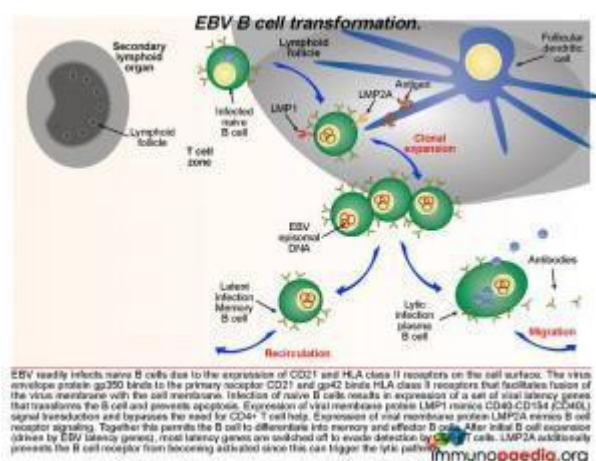 EBV B cell transformation.
Secondary
lymphoid
organ
Lymphoid
follicle
Lymphoid
follicle
T cell
zone
Infected
naive
B cell
LMP1
LMP2A
Antigen
Follicular
dendritic
cell
Clonal
expansion
EBV
episomal
DNA
Latent
infection
Memory
B cell
Recirculation
Lytic
infection
plasma
B cell
Antibodies
Migration
EBV readily infects naive B cells due to the expression of CD21 and HLA class II receptors on the cell surface. The virus
envelope protein gp350 binds to the primary receptor CD21 and gp42 binds HLA class II receptors that facilitates fusion of
the virus membrane with the cell membrane. Infection of naive B cells results in expression of a set of viral latency genes
that transforms the B cell and prevents apoptosis. Expression of viral membrane protein LMP1 mimics CD40-CD154 (CD40L)
signal transduction and bypasses the need for CD4+ T cell help. Expression of viral membrane protein LMP2A mimics B cell
receptor signaling. Together this permits the B cell to differentiate into memory and effector B cells. After initial B cell expansion
(driven by EBV latency genes), most latency genes are switched off to evade detection by T cells. LMP2A additionally
prevents the B cell receptor from becoming activated since this can trigger the lytic
immunopaedia.org